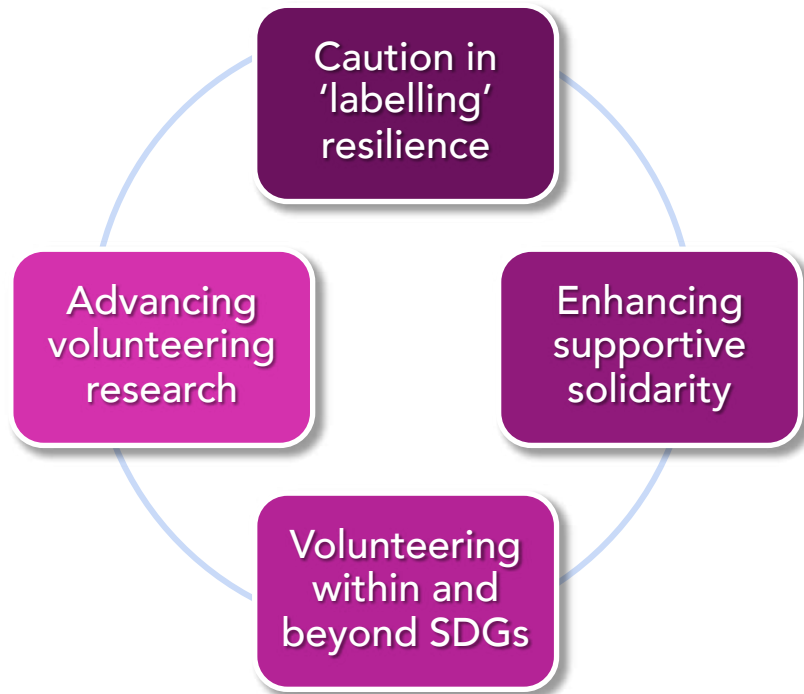 Caution in
‘labelling’
resilience
Enhancing
supportive
solidarity
Volunteering
within and
beyond SDGs
Advancing
volunteering
research